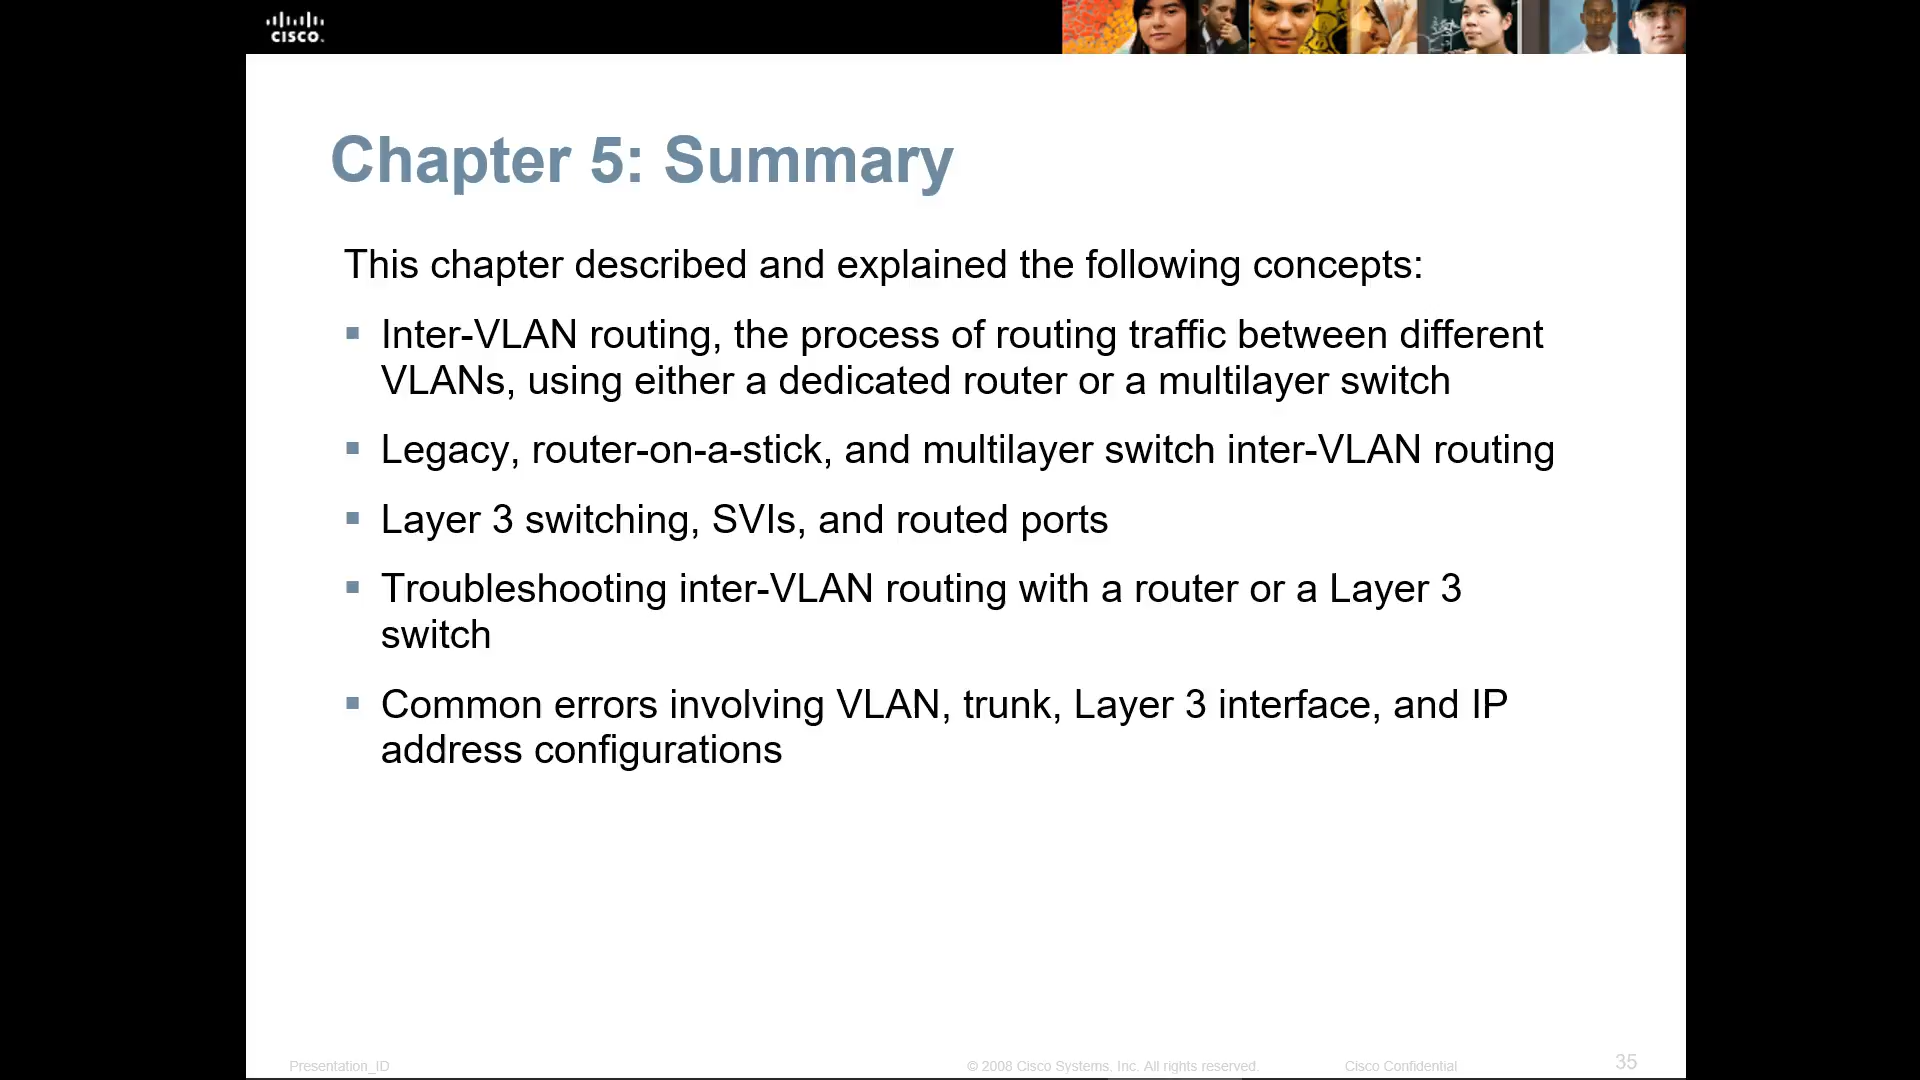 CISCO.
Chapter 5: Summary
This chapter described and explained the following concepts:
Inter-VLAN routing, the process of routing traffic between different
VLANs, using either a dedicated router or a multilayer switch
Legacy, router-on-a-stick, and multilayer switch inter-VLAN routing
Layer 3 switching, SVIs, and routed ports
Troubleshooting inter-VLAN routing with a router or a Layer 3
switch
Common errors involving VLAN, trunk, Layer 3 interface, and IP
address configurations
Presentation_ID © 2008 Cisco Systems, Inc. All rights reserved. Cisco Confidential 35